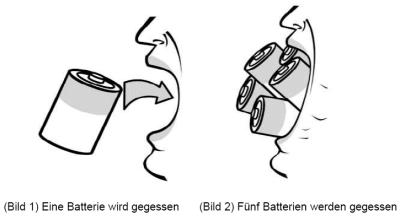 (Bild 1) Eine Batterie wird gegessen
(Bild 2) Fünf Batterien werden gegessen